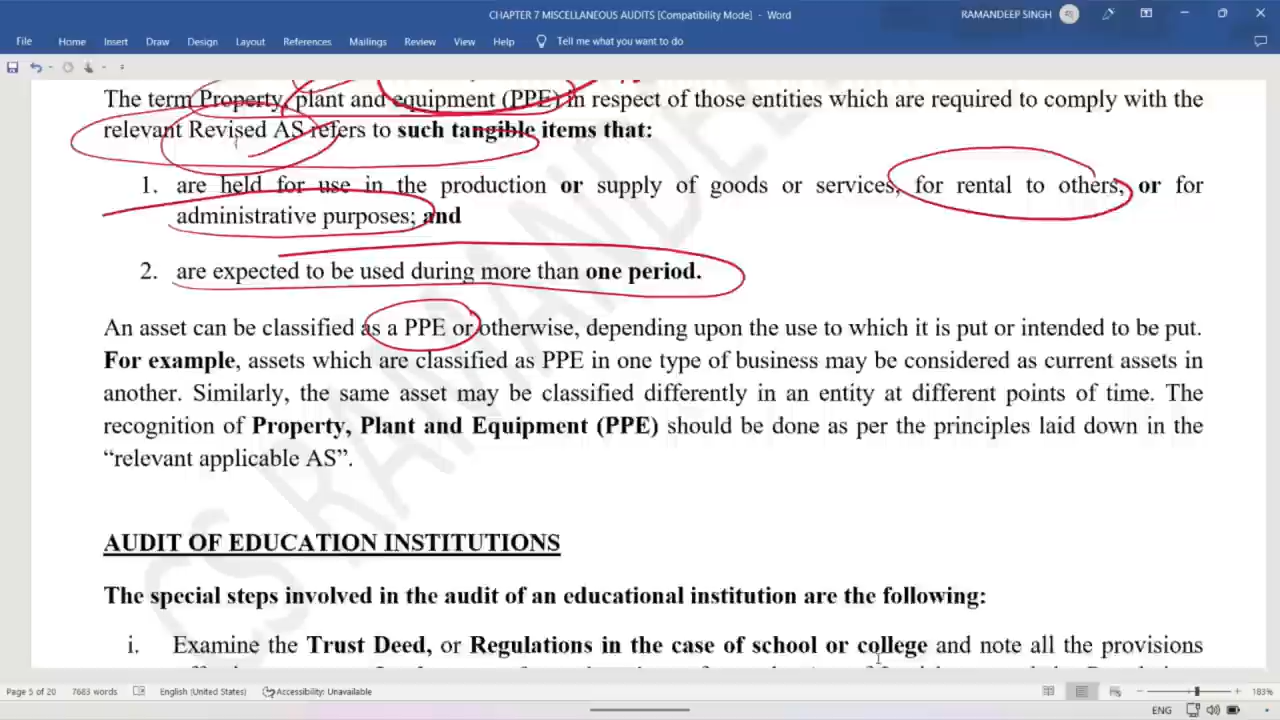 CHAPTER 7 MISCELLANEOUS AUDITS [Compatibility Mode] - Word
RAMANDEEP SINGH
File Home Insert Draw Design Layout References Mailings Review View Help Tell me what you want to do
The term Property, plant and equipment (PPE) in respect of those entities which are required to comply with the
relevant Revised AS refers to such tangible items that:
1. are held for use in the production or supply of goods or services, for rental to others, or for
administrative purposes; and
2. are expected to be used during more than one period.
An asset can be classified as a PPE or otherwise, depending upon the use to which it is put or intended to be put.
For example, assets which are classified as PPE in one type of business may be considered as current assets in
another. Similarly, the same asset may be classified differently in an entity at different points of time. The
recognition of Property, Plant and Equipment (PPE) should be done as per the principles laid down in the
“relevant applicable AS”.
AUDIT OF EDUCATION INSTITUTIONS
The special steps involved in the audit of an educational institution are the following:
i. Examine the Trust Deed, or Regulations in the case of school or college and note all the provisions
CS RAMANDEE
Page 5 of 20 7683 words English (United States) Accessibility: Unavailable 183%
ENG